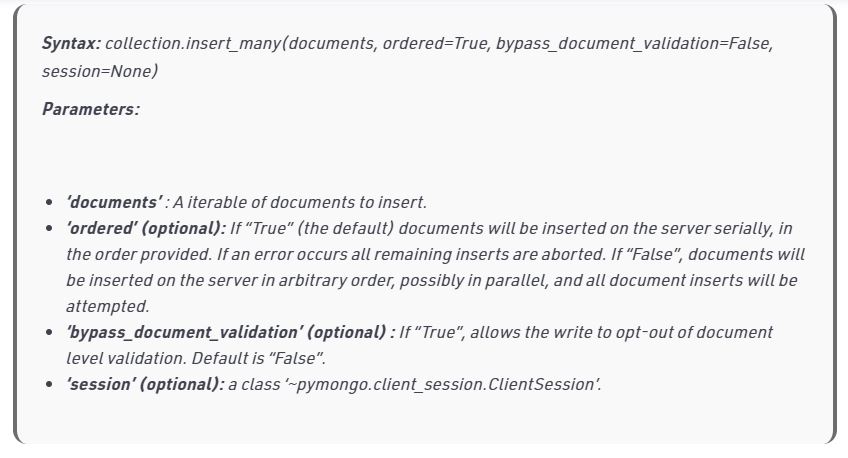 Syntax: collection.insert_many(documents, ordered=True, bypass_document_validation=False,
session=None)
Parameters:
• ‘documents’ : A iterable of documents to insert.
• ‘ordered’ (optional): If “True” (the default) documents will be inserted on the server serially, in
the order provided. If an error occurs all remaining inserts are aborted. If “False”, documents will
be inserted on the server in arbitrary order, possibly in parallel, and all document inserts will be
attempted.
• ‘bypass_document_validation’ (optional) : If “True”, allows the write to opt-out of document
level validation. Default is “False”.
• ‘session’ (optional): a class ‘~pymongo.client_session.ClientSession’.